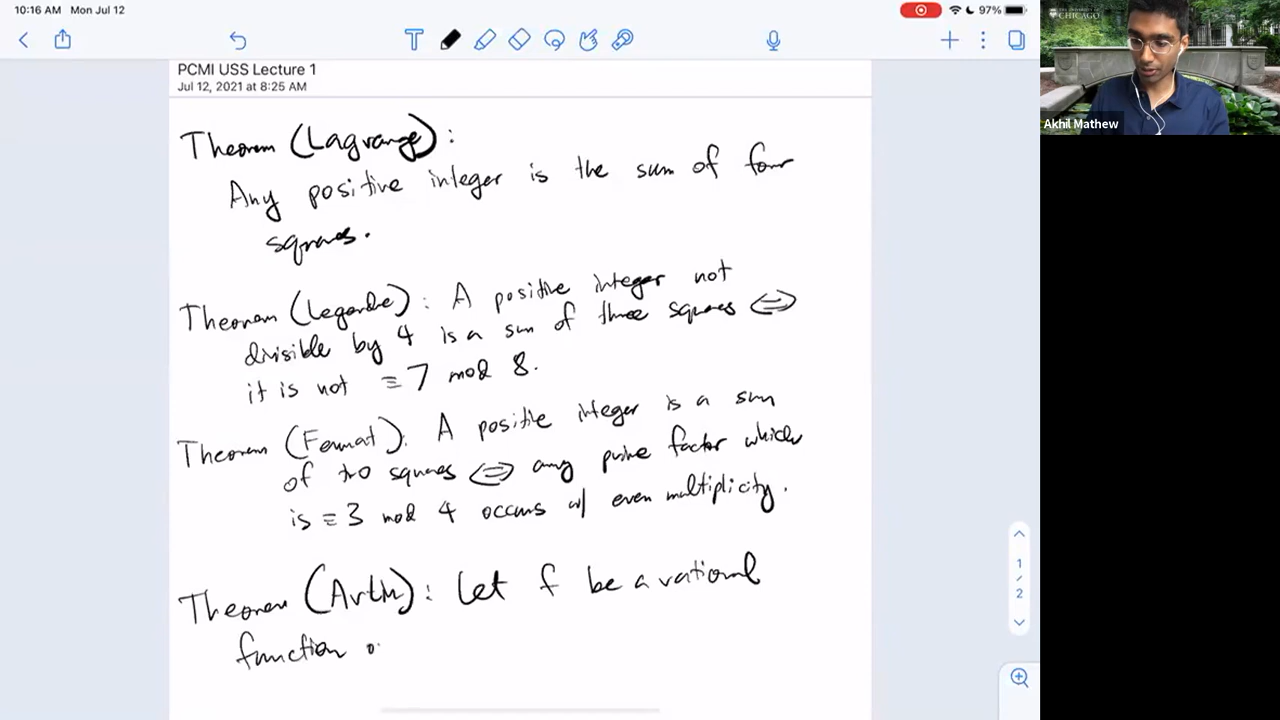 10:16 AM Mon Jul 12
97%
THE UNIVERSITY OF
CHICAGO
Akhil Mathew
PCMI USS Lecture 1
Jul 12, 2021 at 8:25 AM
Theorem (Lagrange):
Any positive integer is the sum of four
squares.
Theorem (Legendre): A positive integer not
divisible by 4 is a sum of three squares ⇔
it is not ≡ 7 mod 8.
Theorem (Fermat): A positive integer is a sum
of two squares ⇔ any prime factor which
is ≡ 3 mod 4 occurs w/ even multiplicity.
Theorem (Artin): Let f be a rational
function
1
/
2